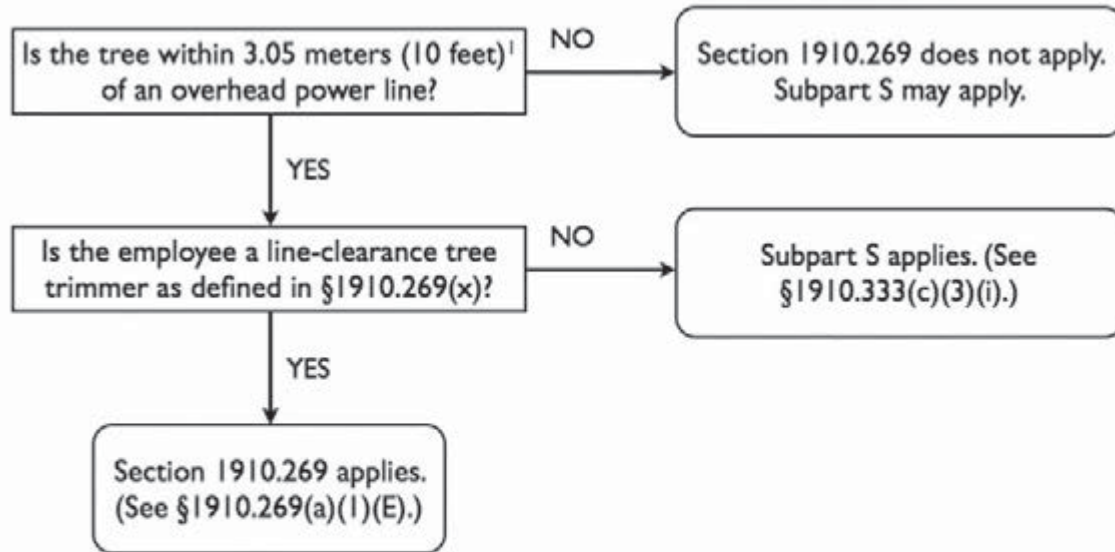 Is the tree within 3.05 meters (10 feet)¹
of an overhead power line?
NO
Section 1910.269 does not apply.
Subpart S may apply.
YES
Is the employee a line-clearance tree
trimmer as defined in §1910.269(x)?
NO
Subpart S applies. (See
§1910.333(c)(3)(i).)
YES
Section 1910.269 applies.
(See §1910.269(a)(1)(E).)